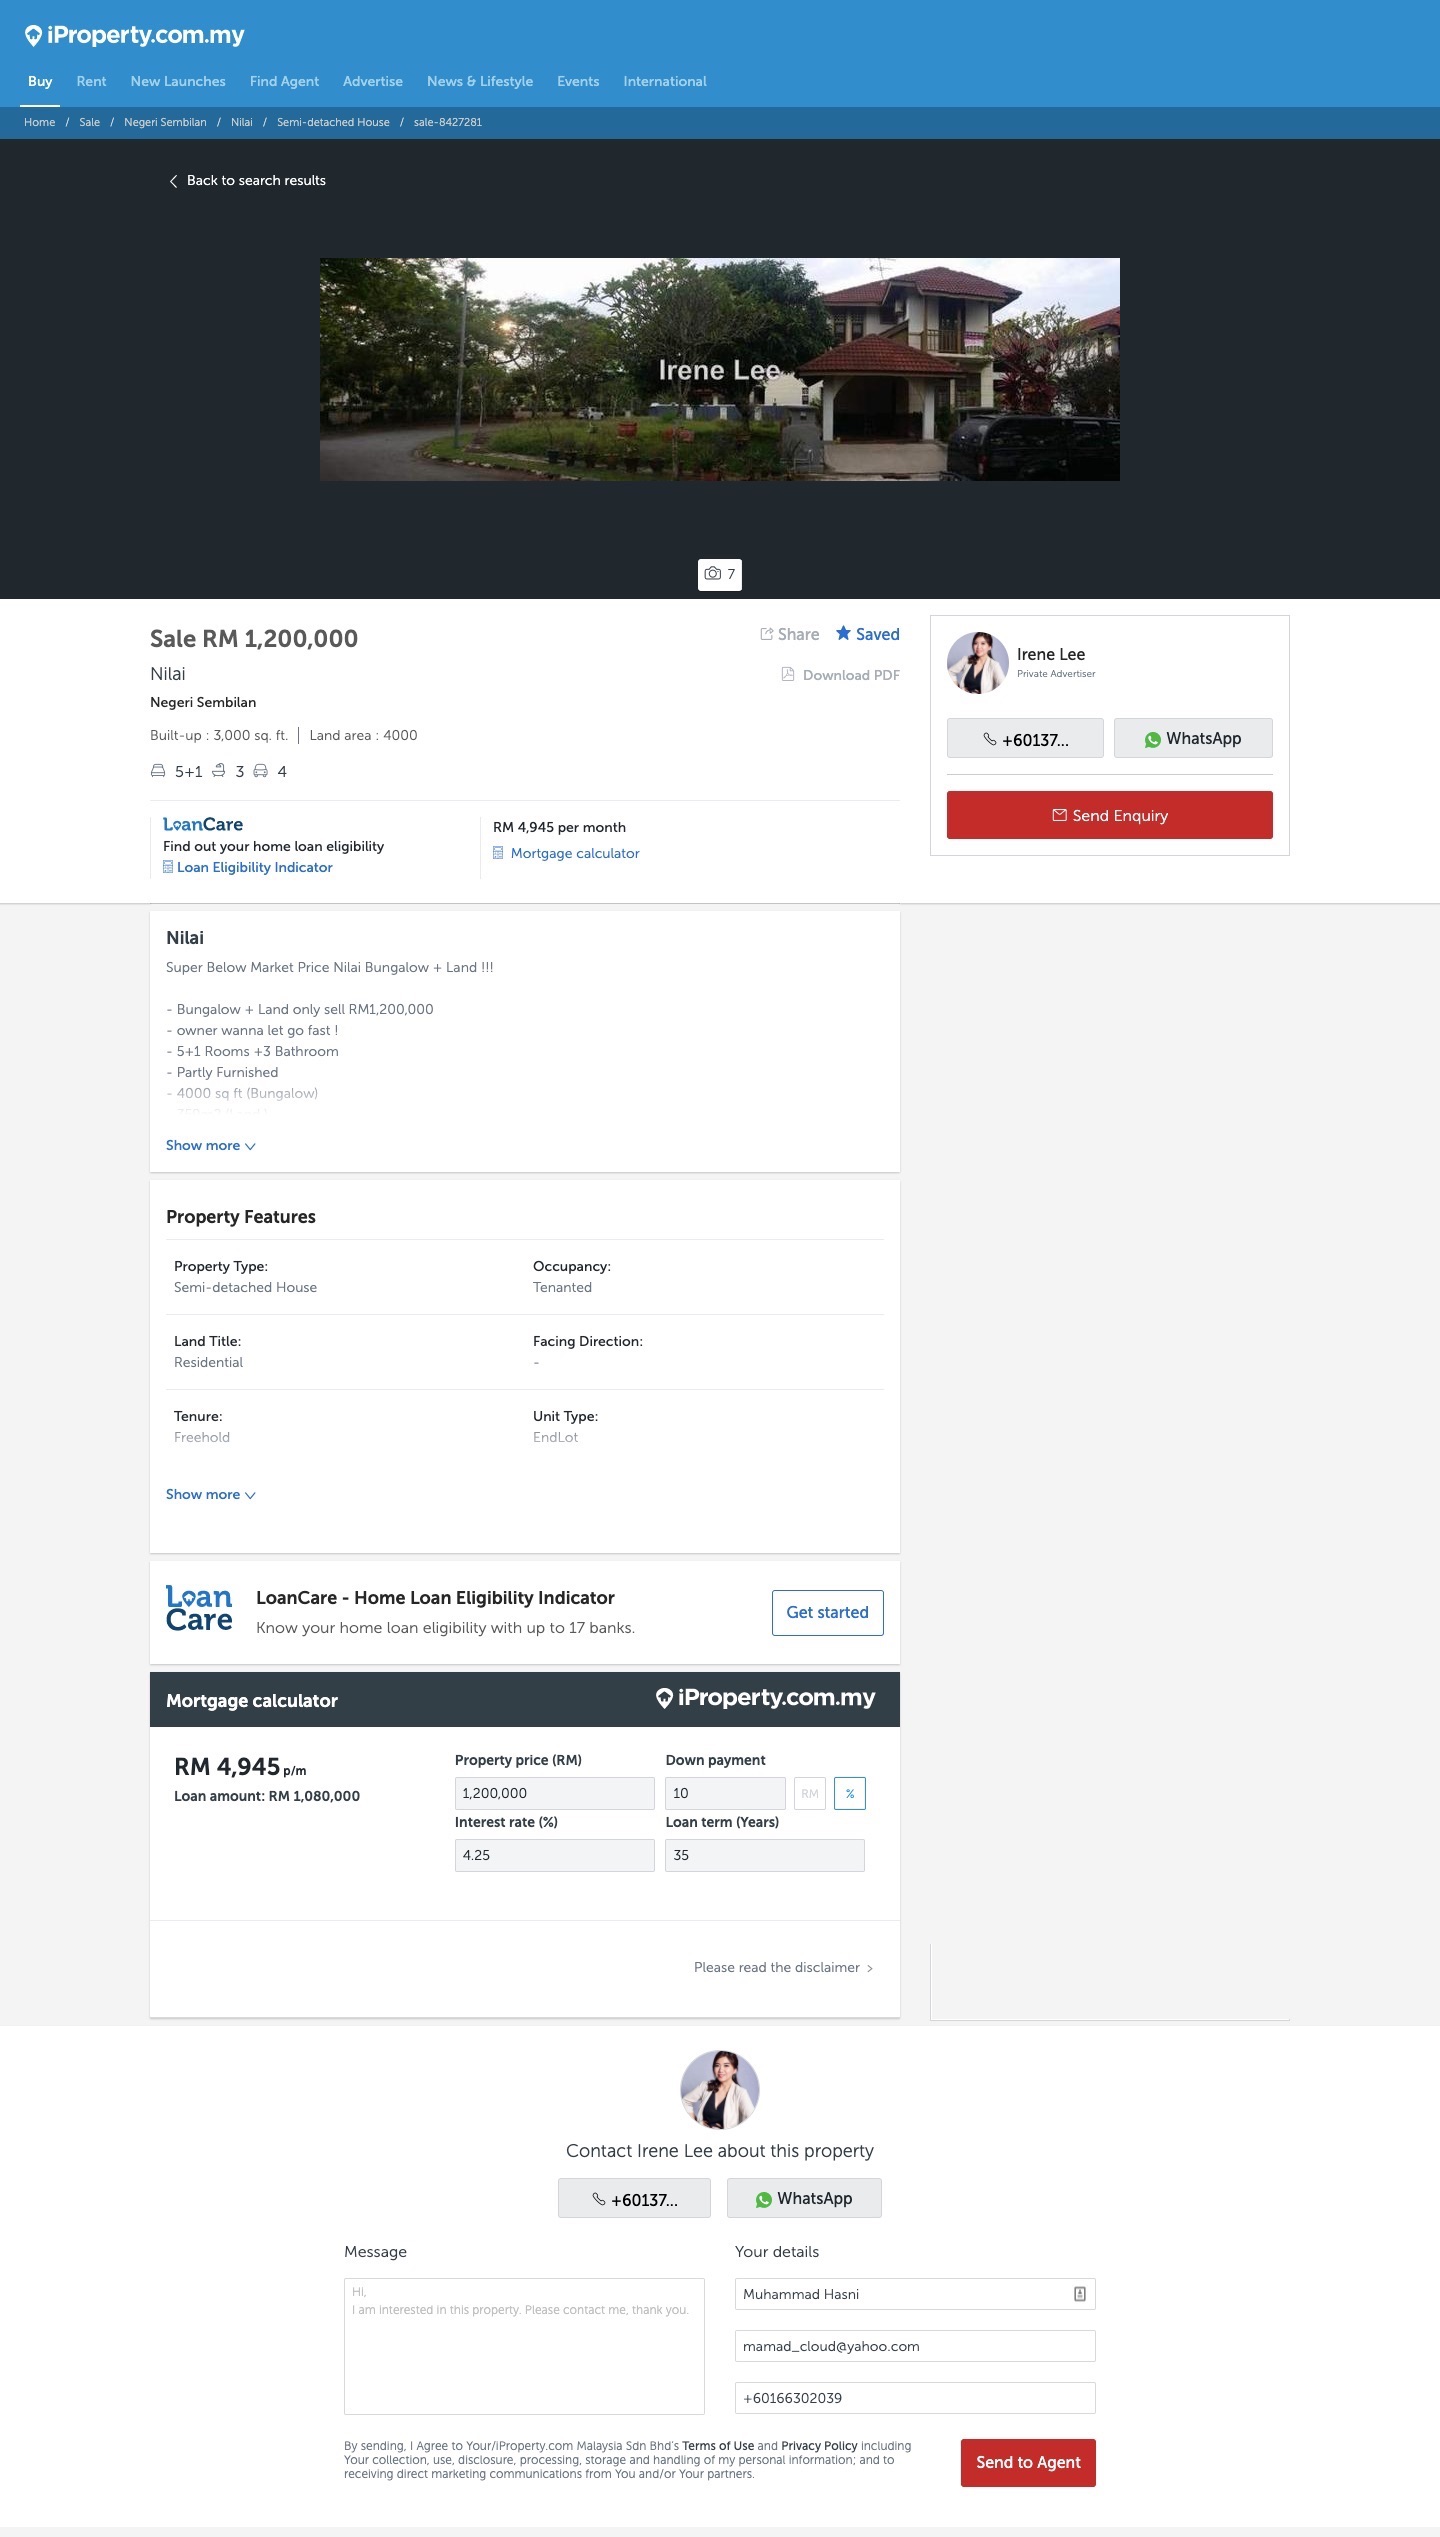 iProperty.com.my
Buy Rent New Launches Find Agent Advertise News & Lifestyle Events International
Home / Sale / Negeri Sembilan / Nilai / Semi-detached House / sale-8427281
Back to search results
Irene Lee
7
Sale RM 1,200,000
Share Saved
Nilai
Download PDF
Negeri Sembilan
Built-up : 3,000 sq. ft. | Land area : 4000
5+1 3 4
LoanCare
Find out your home loan eligibility
Loan Eligibility Indicator
RM 4,945 per month
Mortgage calculator
Irene Lee
Private Advertiser
+60137...
WhatsApp
Send Enquiry
Nilai
Super Below Market Price Nilai Bungalow + Land !!!
- Bungalow + Land only sell RM1,200,000
- owner wanna let go fast !
- 5+1 Rooms +3 Bathroom
- Partly Furnished
- 4000 sq ft (Bungalow)
Show more
Property Features
Property Type: Occupancy:
Semi-detached House Tenanted
Land Title: Facing Direction:
Residential -
Tenure: Unit Type:
Freehold EndLot
Show more
Loan
Care
LoanCare - Home Loan Eligibility Indicator
Know your home loan eligibility with up to 17 banks.
Get started
Mortgage calculator
iProperty.com.my
RM 4,945 p/m
Loan amount: RM 1,080,000
Property price (RM) Down payment
1,200,000 10 RM %
Interest rate (%) Loan term (Years)
4.25 35
Please read the disclaimer >
Contact Irene Lee about this property
+60137...
WhatsApp
Message
Hi,
I am interested in this property. Please contact me, thank you.
Your details
Muhammad Hasni
mamad_cloud@yahoo.com
+60166302039
By sending, I Agree to Your/iProperty.com Malaysia Sdn Bhd's Terms of Use and Privacy Policy including
Your collection, use, disclosure, processing, storage and handling of my personal information; and to
receiving direct marketing communications from You and/or Your partners.
Send to Agent